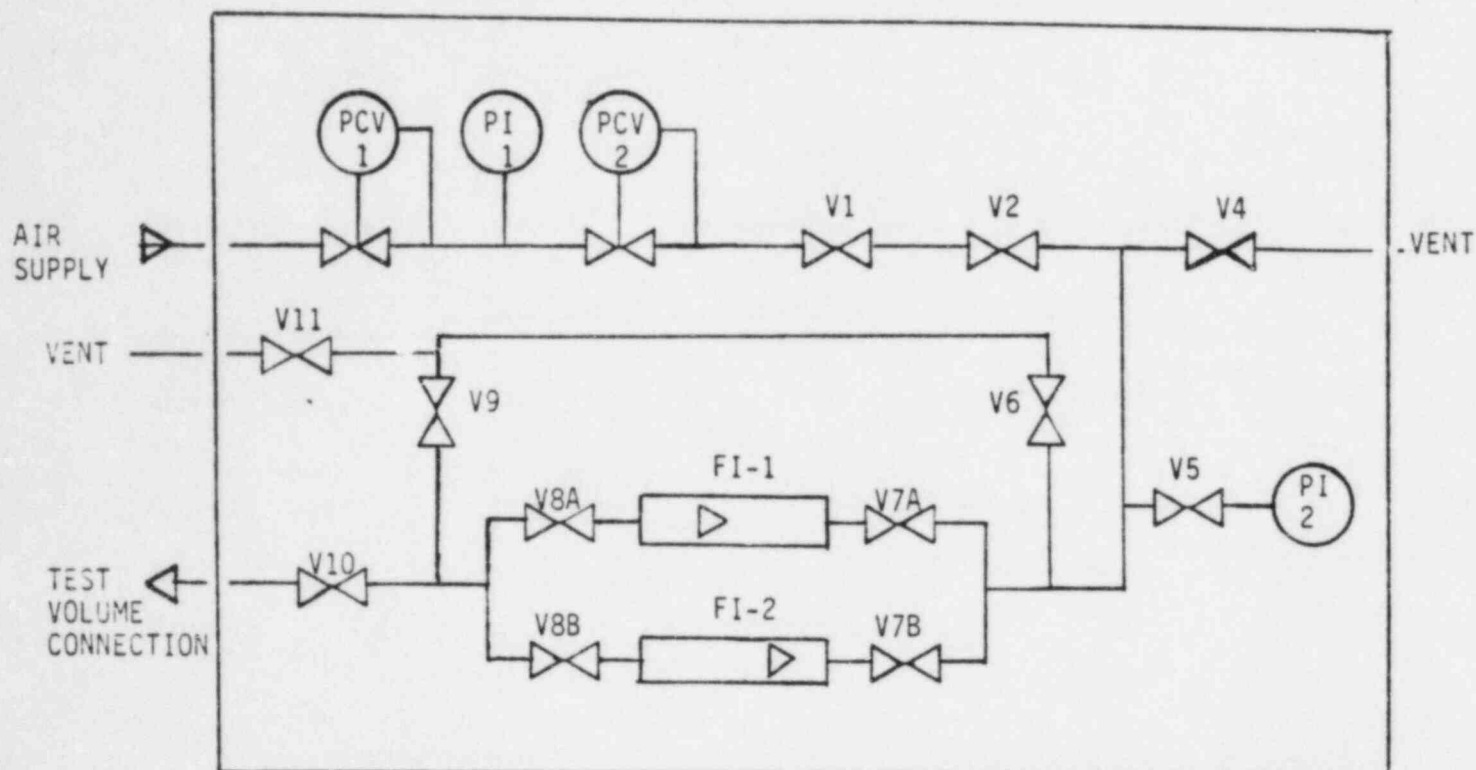 PCV
1
PI
1
PCV
2
V1
V2
V4
AIR
SUPPLY
VENT
V11
VENT
V9
V6
FI-1
V5
V8A
V7A
PI
2
V10
TEST
VOLUME
CONNECTION
FI-2
V8B
V7B